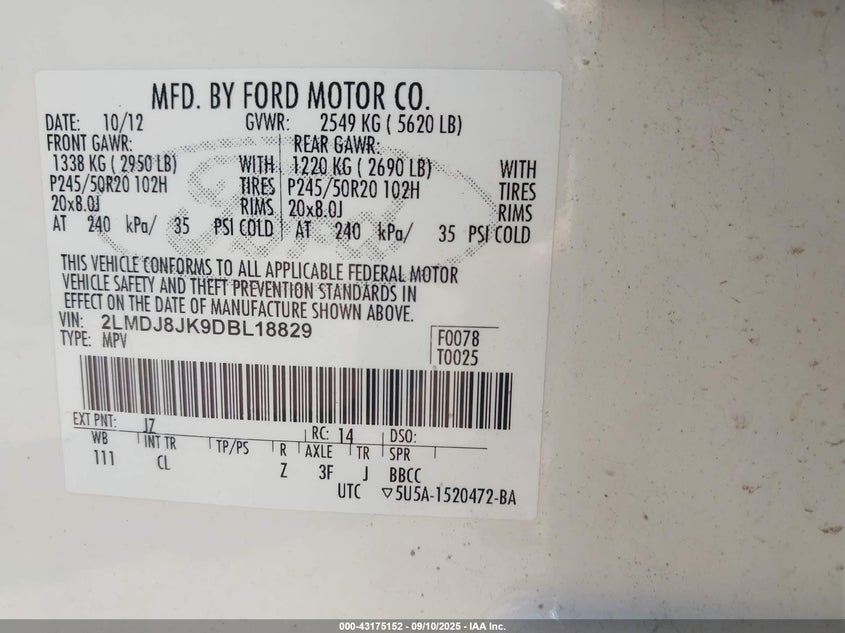 MFD. BY FORD MOTOR CO.
DATE: 10/12 GVWR: 2549 KG ( 5620 LB)
FRONT GAWR: REAR GAWR:
1338 KG ( 2950 LB) WITH 1220 KG ( 2690 LB) WITH
P245/50R20 102H TIRES P245/50R20 102H TIRES
20x8.0J RIMS 20x8.0J RIMS
AT 240 kPa/ 35 PSI COLD AT 240 kPa/ 35 PSI COLD
Ford
THIS VEHICLE CONFORMS TO ALL APPLICABLE FEDERAL MOTOR
VEHICLE SAFETY AND THEFT PREVENTION STANDARDS IN
EFFECT ON THE DATE OF MANUFACTURE SHOWN ABOVE.
VIN: 2LMDJ8JK9DBL18829
TYPE: MPV
F0078
T0025
EXT PNT: JZ RC: 14 DSO:
WB INT TR TP/PS R AXLE TR SPR
111 CL Z 3F J BBCC
UTC ▽5U5A-1520472-BA
000-43175152 - 09/10/2025 - IAA Inc.